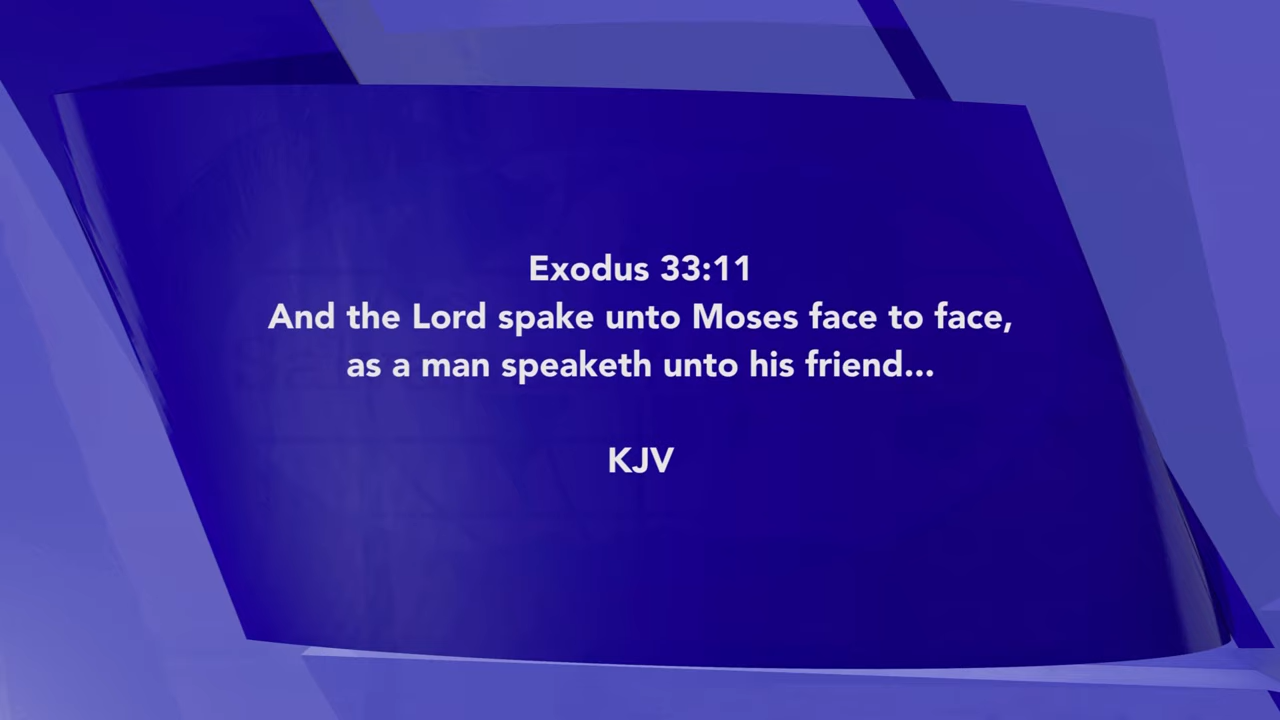 Exodus 33:11
And the Lord spake unto Moses face to face,
as a man speaketh unto his friend...
KJV